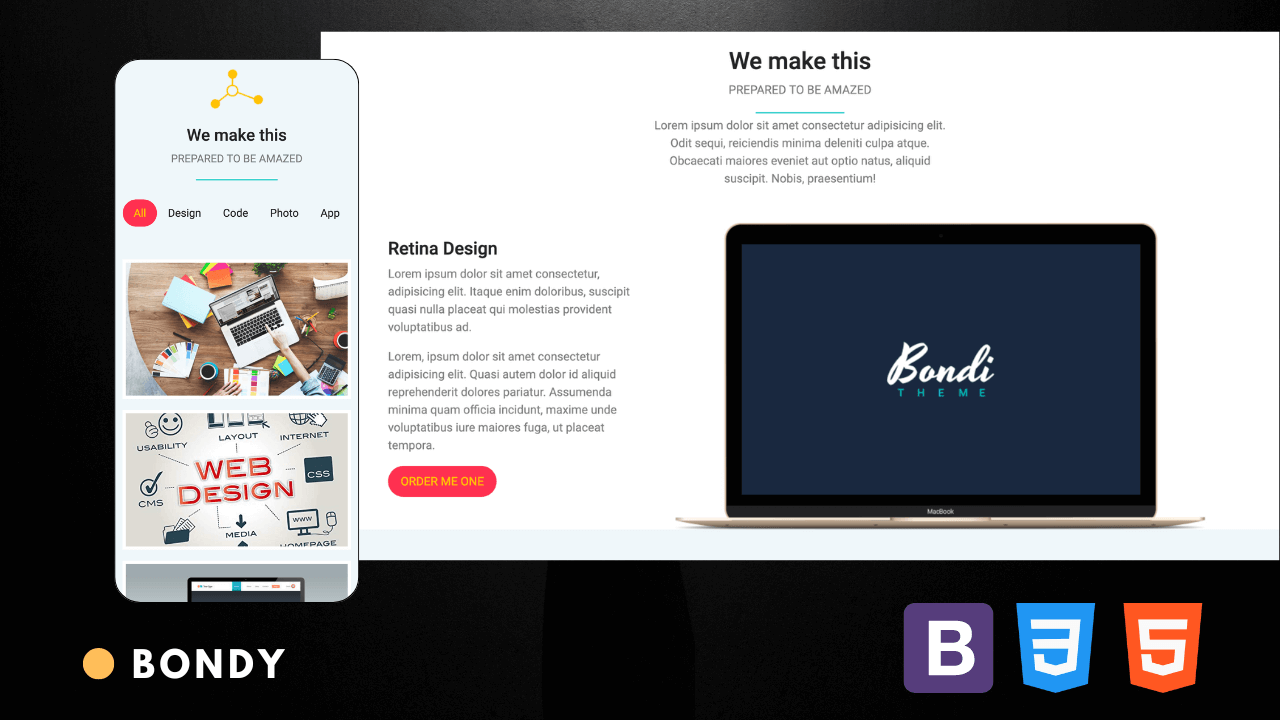 We make this
PREPARED TO BE AMAZED
All Design Code Photo App
USABILITY
LAYOUT
INTERNET
WEB
DESIGN
CSS
CMS
www
MEDIA
HOMEPAGE
We make this
PREPARED TO BE AMAZED
Lorem ipsum dolor sit amet consectetur adipisicing elit.
Odit sequi, reiciendis minima deleniti culpa atque.
Obcaecati maiores eveniet aut optio natus, aliquid
suscipit. Nobis, praesentium!
Retina Design
Lorem ipsum dolor sit amet consectetur,
adipisicing elit. Itaque enim doloribus, suscipit
quasi nulla placeat qui molestias provident
voluptatibus ad.
Lorem, ipsum dolor sit amet consectetur
adipisicing elit. Quasi autem dolor id aliquid
reprehenderit dolores pariatur. Assumenda
minima quam officia incidunt, maxime unde
voluptatibus iure maiores fuga, ut placeat
tempora.
ORDER ME ONE
Bondi
THEME
MacBook
BONDY
B
3
5